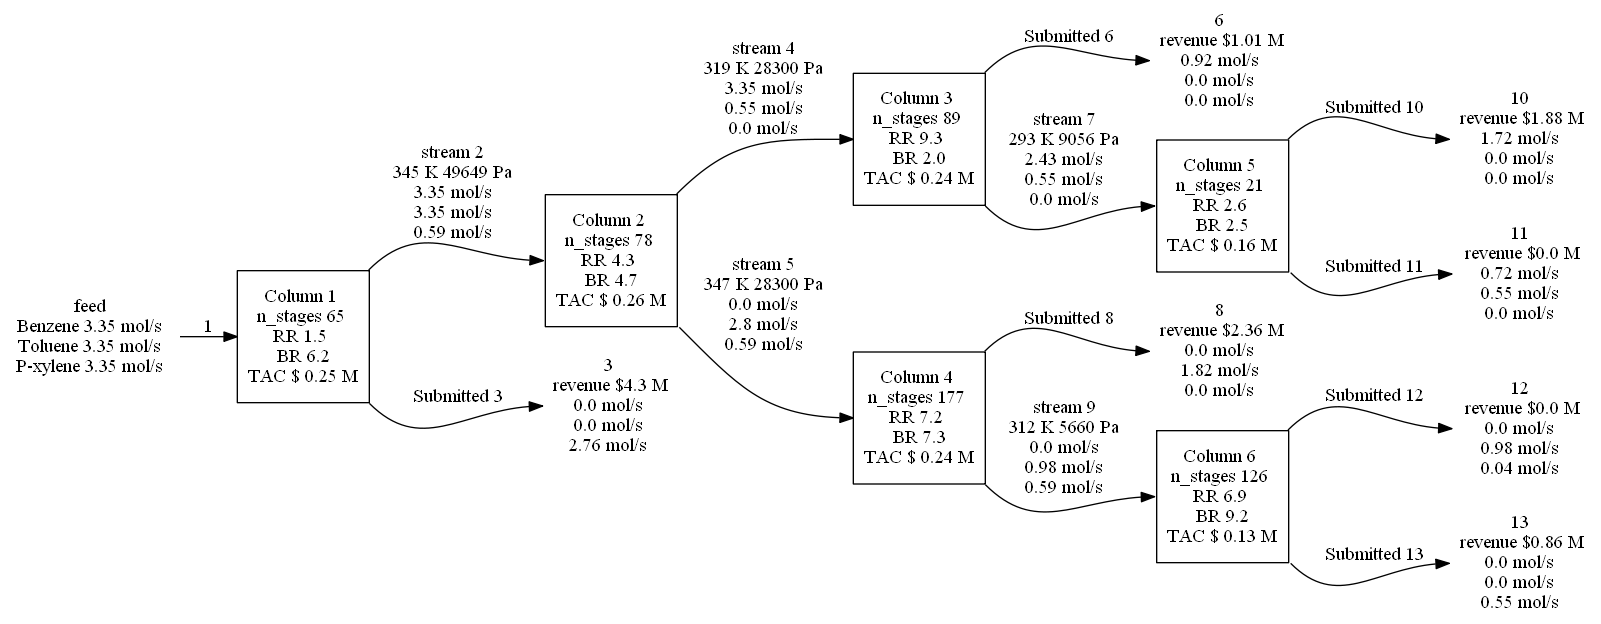 feed
Benzene 3.35 mol/s
Toluene 3.35 mol/s
P-xylene 3.35 mol/s
1
Column 1
n_stages 65
RR 1.5
BR 6.2
TAC $ 0.25 M
stream 2
345 K 49649 Pa
3.35 mol/s
3.35 mol/s
0.59 mol/s
Submitted 3
3
revenue $4.3 M
0.0 mol/s
0.0 mol/s
2.76 mol/s
Column 2
n_stages 78
RR 4.3
BR 4.7
TAC $ 0.26 M
stream 4
319 K 28300 Pa
3.35 mol/s
0.55 mol/s
0.0 mol/s
stream 5
347 K 28300 Pa
0.0 mol/s
2.8 mol/s
0.59 mol/s
Column 3
n_stages 89
RR 9.3
BR 2.0
TAC $ 0.24 M
Submitted 6
6
revenue $1.01 M
0.92 mol/s
0.0 mol/s
0.0 mol/s
stream 7
293 K 9056 Pa
2.43 mol/s
0.55 mol/s
0.0 mol/s
Column 4
n_stages 177
RR 7.2
BR 7.3
TAC $ 0.24 M
Submitted 8
8
revenue $2.36 M
0.0 mol/s
1.82 mol/s
0.0 mol/s
stream 9
312 K 5660 Pa
0.0 mol/s
0.98 mol/s
0.59 mol/s
Column 5
n_stages 21
RR 2.6
BR 2.5
TAC $ 0.16 M
Submitted 10
10
revenue $1.88 M
1.72 mol/s
0.0 mol/s
0.0 mol/s
Submitted 11
11
revenue $0.0 M
0.72 mol/s
0.55 mol/s
0.0 mol/s
Column 6
n_stages 126
RR 6.9
BR 9.2
TAC $ 0.13 M
Submitted 12
12
revenue $0.0 M
0.0 mol/s
0.98 mol/s
0.04 mol/s
Submitted 13
13
revenue $0.86 M
0.0 mol/s
0.0 mol/s
0.55 mol/s